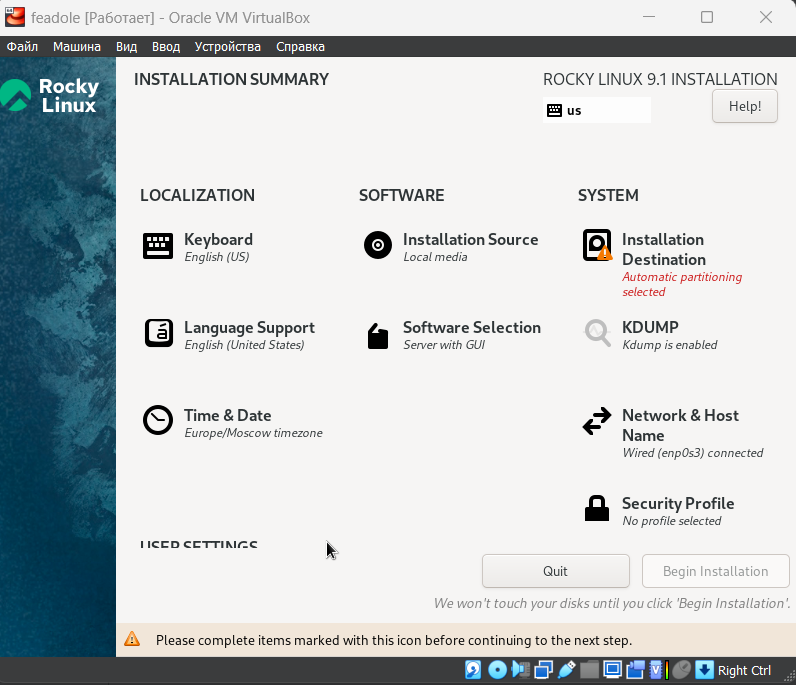 feadole [Работает] - Oracle VM VirtualBox
Файл Машина Вид Ввод Устройства Справка
Rocky
Linux
INSTALLATION SUMMARY
ROCKY LINUX 9.1 INSTALLATION
us
Help!
LOCALIZATION
Keyboard
English (US)
Language Support
English (United States)
Time & Date
Europe/Moscow timezone
SOFTWARE
Installation Source
Local media
Software Selection
Server with GUI
SYSTEM
Installation
Destination
Automatic partitioning
selected
KDUMP
Kdump is enabled
Network & Host
Name
Wired (enp0s3) connected
Security Profile
No profile selected
USER SETTINGS
Quit
Begin Installation
We won't touch your disks until you click 'Begin Installation'.
Please complete items marked with this icon before continuing to the next step.
Right Ctrl